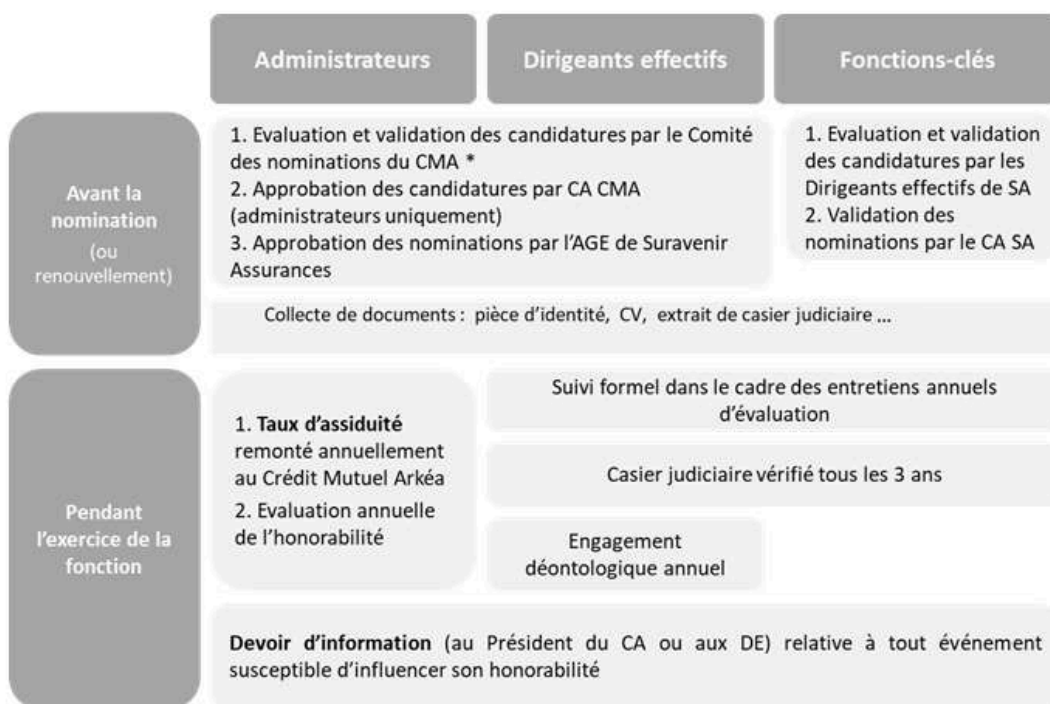 Administrateurs
Dirigeants effectifs
Fonctions-clés
Avant la
nomination
(ou
renouvellement)
1. Evaluation et validation des candidatures par le Comité
des nominations du CMA *
2. Approbation des candidatures par CA CMA
(administrateurs uniquement)
3. Approbation des nominations par l'AGE de Suravenir
Assurances
1. Evaluation et validation
des candidatures par les
Dirigeants effectifs de SA
2. Validation des
nominations par le CA SA
Collecte de documents : pièce d'identité, CV, extrait de casier judiciaire ...
Pendant
l'exercice de la
fonction
1. Taux d'assiduité
remonté annuellement
au Crédit Mutuel Arkéa
2. Evaluation annuelle
de l'honorabilité
Suivi formel dans le cadre des entretiens annuels
d'évaluation
Casier judiciaire vérifié tous les 3 ans
Engagement
déontologique annuel
Devoir d'information (au Président du CA ou aux DE) relative à tout événement
susceptible d'influencer son honorabilité